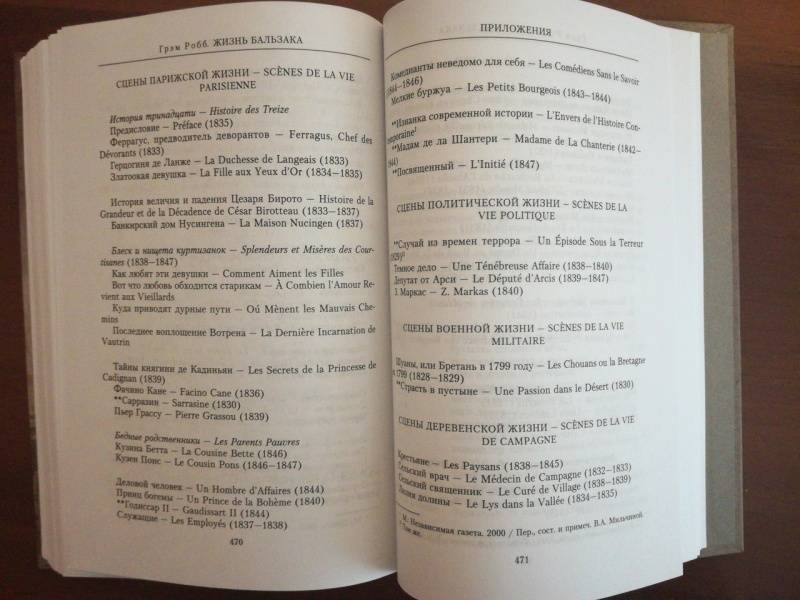 Грэм Робб. ЖИЗНЬ БАЛЬЗАКА
СЦЕНЫ ПАРИЖСКОЙ ЖИЗНИ — SCÈNES DE LA VIE
PARISIENNE
История тринадцати — Histoire des Treize
Предисловие — Préface (1835)
Феррагус, предводитель деворантов — Ferragus, Chef des
Dévorants (1833)
Герцогиня де Ланже — La Duchesse de Langeais (1833)
Златоокая девушка — La Fille aux Yeux d'Or (1834—1835)
История величия и падения Цезаря Бирото — Histoire de la
Grandeur et de la Décadence de César Birotteau (1833—1837)
Банкирский дом Нусингена — La Maison Nucingen (1837)
Блеск и нищета куртизанок — Splendeurs et Misères des Cour-
tisanes (1838—1847)
Как любят эти девушки — Comment Aiment les Filles
Вот что любовь обходится старикам — À Combien l'Amour Re-
vient aux Vieillards
Куда приводят дурные пути — Oú Mènent les Mauvais Che-
mins
Последнее воплощение Вотрена — La Dernière Incarnation de
Vautrin
Тайны княгини де Кадиньян — Les Secrets de la Princesse de
Cadignan (1839)
Фачино Кане — Facino Cane (1836)
**Сарразин — Sarrasine (1830)
Пьер Грассу — Pierre Grassou (1839)
Бедные родственники — Les Parents Pauvres
Кузина Бетта — La Cousine Bette (1846)
Кузен Понс — Le Cousin Pons (1846—1847)
Деловой человек — Un Hombre d'Affaires (1844)
Принц богемы — Un Prince de la Bohème (1840)
**Годиссар II — Gaudissart II (1844)
Служащие — Les Employés (1837—1838)
470
ПРИЛОЖЕНИЯ
Комедианты неведомо для себя — Les Comédiens Sans le Savoir
(1844—1846)
Мелкие буржуа — Les Petits Bourgeois (1843—1844)
**Изнанка современной истории — L'Envers de l'Histoire Con-
temporaine¹
**Мадам де ла Шантери — Madame de La Chanterie (1842—
1844)
**Посвященный — L'Initié (1847)
СЦЕНЫ ПОЛИТИЧЕСКОЙ ЖИЗНИ — SCÈNES DE LA
VIE POLITIQUE
**Случай из времен террора — Un Épisode Sous la Terreur
(1829)²
Темное дело — Une Ténébreuse Affaire (1838—1840)
Депутат от Арси — Le Député d'Arcis (1839—1847)
З. Маркас — Z. Markas (1840)
СЦЕНЫ ВОЕННОЙ ЖИЗНИ — SCÈNES DE LA VIE
MILITAIRE
Шуаны, или Бретань в 1799 году — Les Chouans ou la Bretagne
в 1799 (1828—1829)
**Страсть в пустыне — Une Passion dans le Désert (1830)
СЦЕНЫ ДЕРЕВЕНСКОЙ ЖИЗНИ — SCÈNES DE LA VIE
DE CAMPAGNE
Крестьяне — Les Paysans (1838—1845)
Сельский врач — Le Médecin de Campagne (1832—1833)
Сельский священник — Le Curé de Village (1838—1839)
Лилия долины — Le Lys dans la Vallée (1834—1835)
М.: Независимая газета. 2000 / Пер., сост. и примеч. В.А. Мильчиной.
² Там же.
471